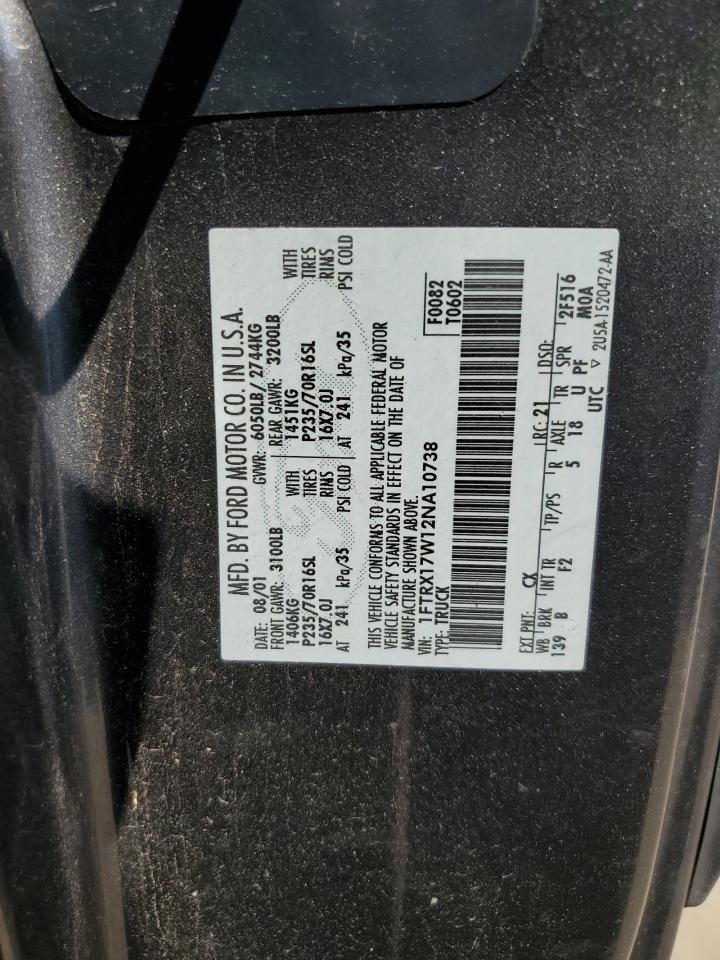 MFD. BY FORD MOTOR CO. IN U.S.A.
DATE: 08/01 GVWR: 6050LB/ 2744KG
FRONT GAWR: 3100LB REAR GAWR: 3200LB
1406KG WITH 1451KG WITH
P235/70R16SL TIRES P235/70R16SL TIRES
16X7.0J RIMS 16X7.0J RIMS
AT 241 kPa/35 PSI COLD AT 241 kPa/35 PSI COLD
THIS VEHICLE CONFORMS TO ALL APPLICABLE FEDERAL MOTOR
VEHICLE SAFETY STANDARDS IN EFFECT ON THE DATE OF
MANUFACTURE SHOWN ABOVE.
VIN: 1FTRX17W12NA10738 F0082
TYPE: TRUCK T0602
EXT PNT: CX RC: 21 DSO:
WB BRK INT TR TP/PS R AXLE TR SPR 2F516
139 B F2 5 18 U PF M0A
UTC ▽ 2U5A-1520472-AA